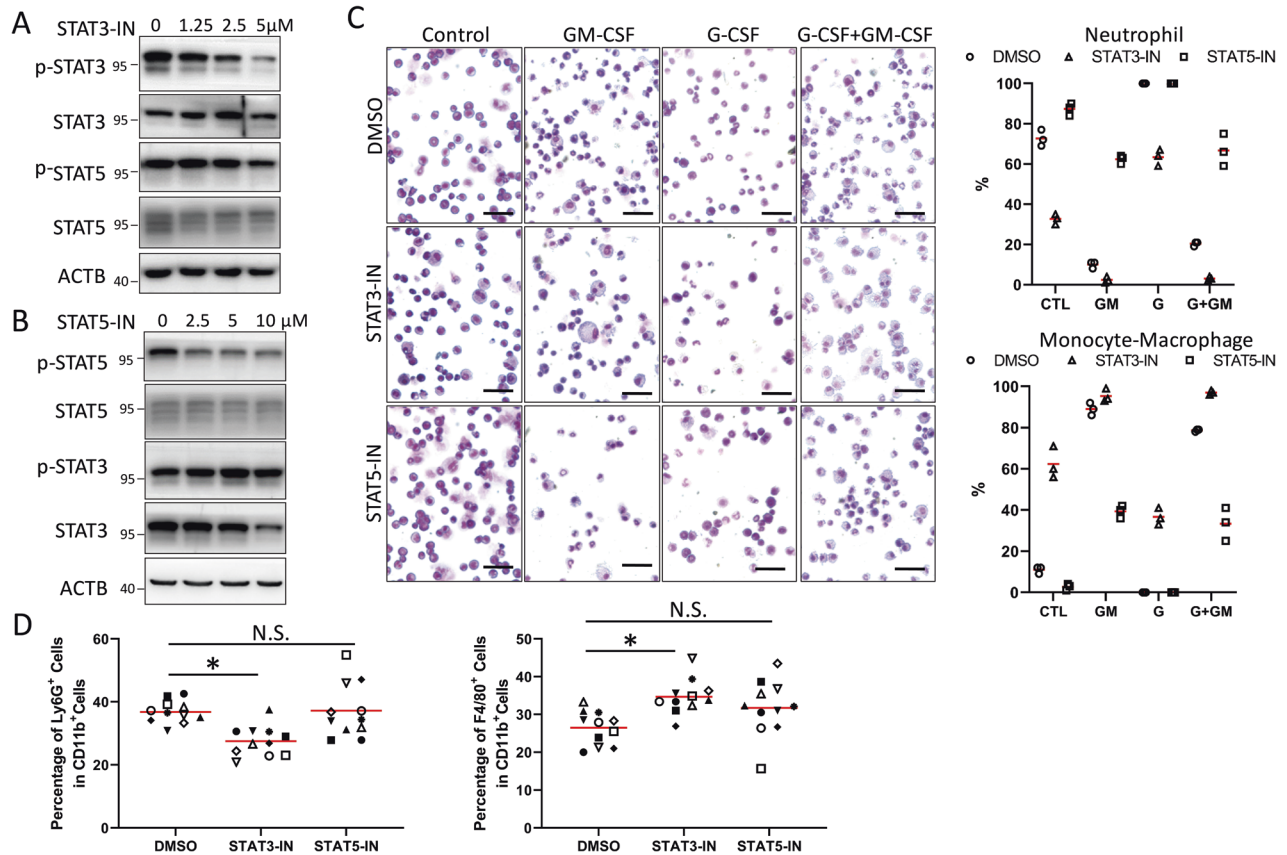 A
STAT3-IN 0 1.25 2.5 5μM
p-STAT3 95
STAT3 95
p-STAT5 95
STAT5 95
ACTB 40
B
STAT5-IN 0 2.5 5 10 μM
p-STAT5 95
STAT5 95
p-STAT3 95
STAT3 95
ACTB 40
C
Control GM-CSF G-CSF G-CSF+GM-CSF
DMSO
STAT3-IN
STAT5-IN
Neutrophil
DMSO STAT3-IN STAT5-IN
100
80
60
40
20
0
%
CTL GM G G+GM
Monocyte-Macrophage
DMSO STAT3-IN STAT5-IN
100
80
60
40
20
0
%
CTL GM G G+GM
D
Percentage of Ly6G+ Cells
in CD11b+Cells
60
40
20
0
N.S.
*
DMSO STAT3-IN STAT5-IN
Percentage of F4/80+ Cells
in CD11b+Cells
50
40
30
20
10
0
N.S.
*
DMSO STAT3-IN STAT5-IN